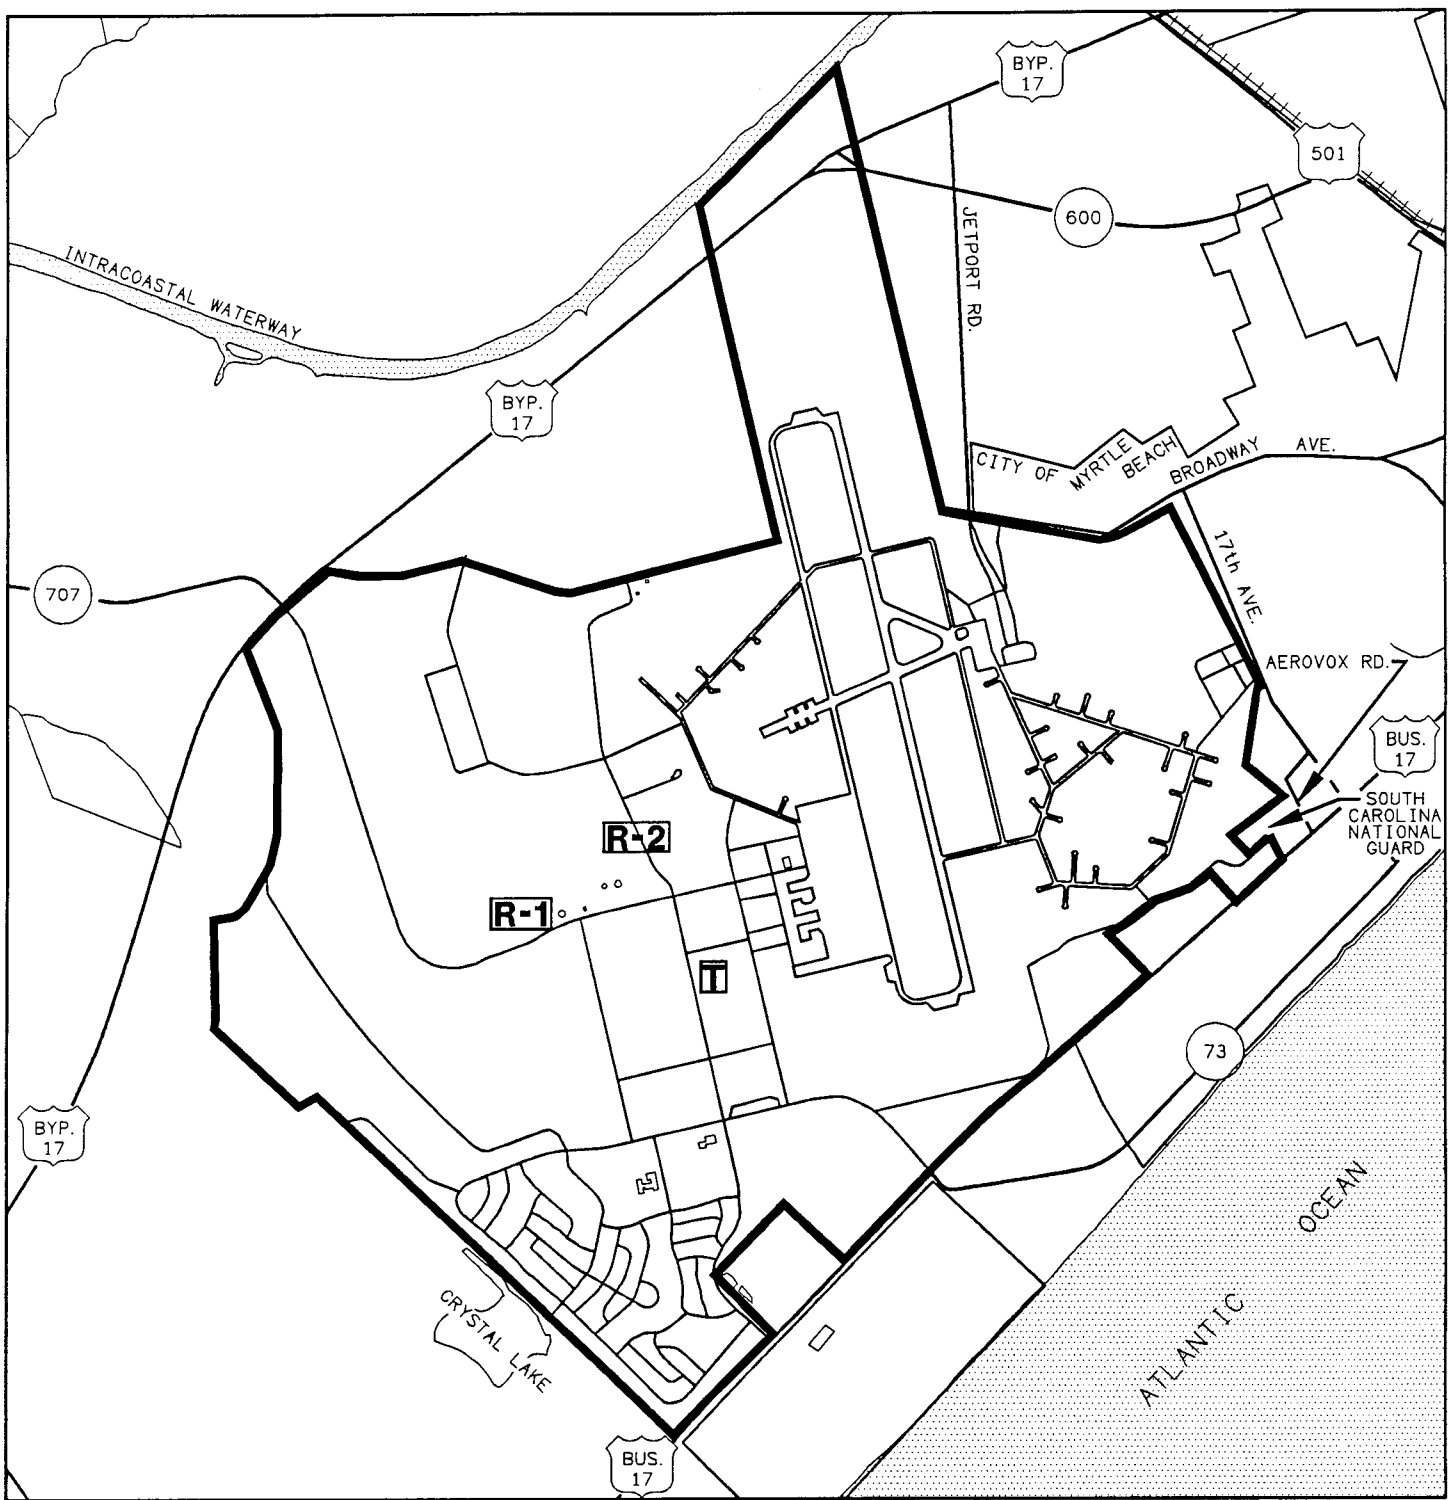 BYP.
17
501
600
JETPORT RD.
INTRACOASTAL WATERWAY
BYP.
17
CITY OF MYRTLE BEACH
BROADWAY AVE.
17th AVE.
707
AEROVOX RD.
BUS.
17
SOUTH
CAROLINA
NATIONAL
GUARD
R-2
R-1
T
73
BYP.
17
CRYSTAL LAKE
ATLANTIC OCEAN
BUS.
17